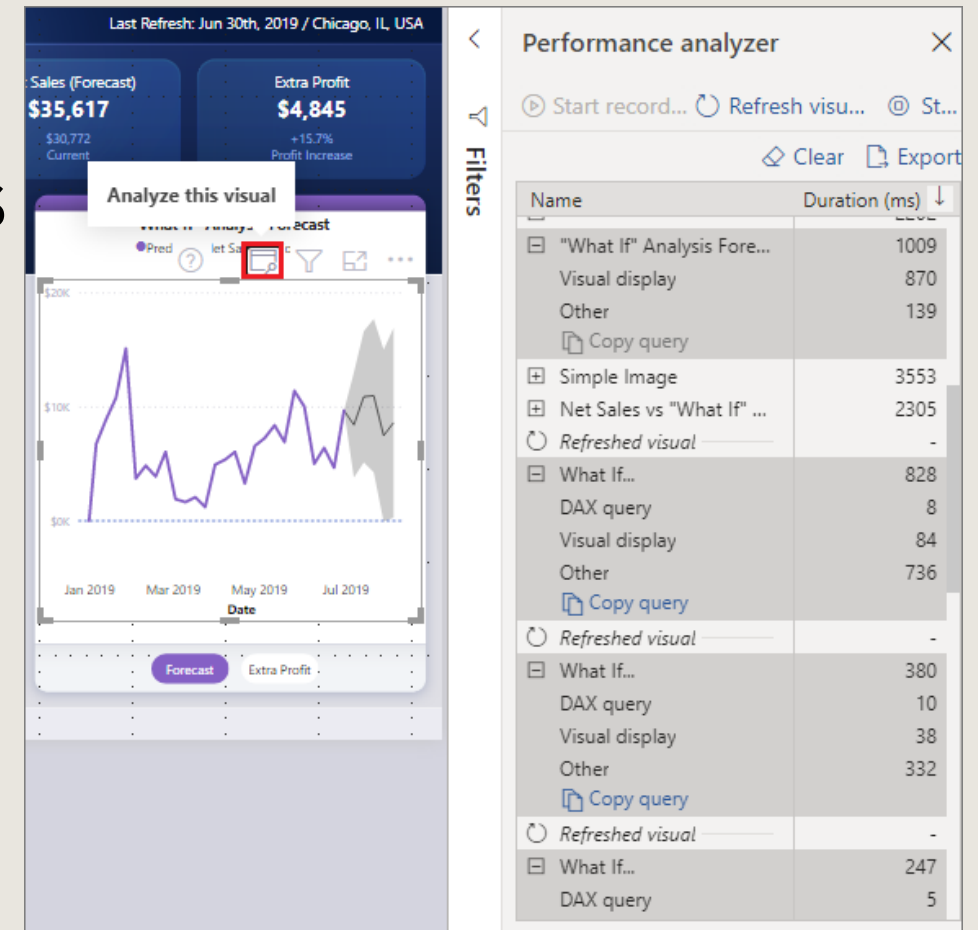 Last Refresh: Jun 30th, 2019 / Chicago, IL, USA
Sales (Forecast)
$35,617
$30,772
Current
Extra Profit
$4,845
+15.7%
Profit Increase
Analyze this visual
Forecast
Pred
$20K
$10K
$0K
Jan 2019 Mar 2019 May 2019 Jul 2019
Date
Forecast Extra Profit
Filters
Performance analyzer
Start record... Refresh visu... St...
Clear Export
Name Duration (ms)
"What If" Analysis Fore... 1009
Visual display 870
Other 139
Copy query
Simple Image 3553
Net Sales vs "What If" ... 2305
Refreshed visual -
What If... 828
DAX query 8
Visual display 84
Other 736
Copy query
Refreshed visual -
What If... 380
DAX query 10
Visual display 38
Other 332
Copy query
Refreshed visual -
What If... 247
DAX query 5